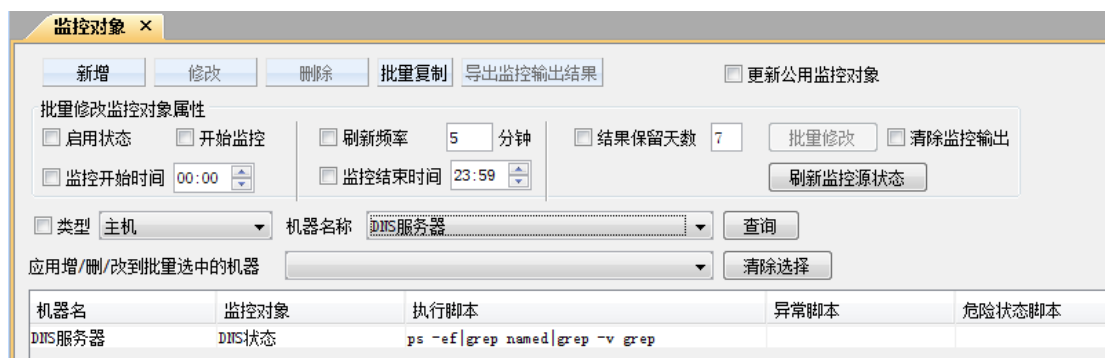 监控对象 ×
新增 修改 删除 批量复制 导出监控输出结果 更新公用监控对象
批量修改监控对象属性
启用状态 开始监控 刷新频率 5 分钟 结果保留天数 7 批量修改 清除监控输出
监控开始时间 00:00 监控结束时间 23:59 刷新监控源状态
类型 主机 机器名称 DNS服务器 查询
应用增/删/改到批量选中的机器 清除选择
机器名 监控对象 执行脚本 异常脚本 危险状态脚本
DNS服务器 DNS状态 ps -ef|grep named|grep -v grep